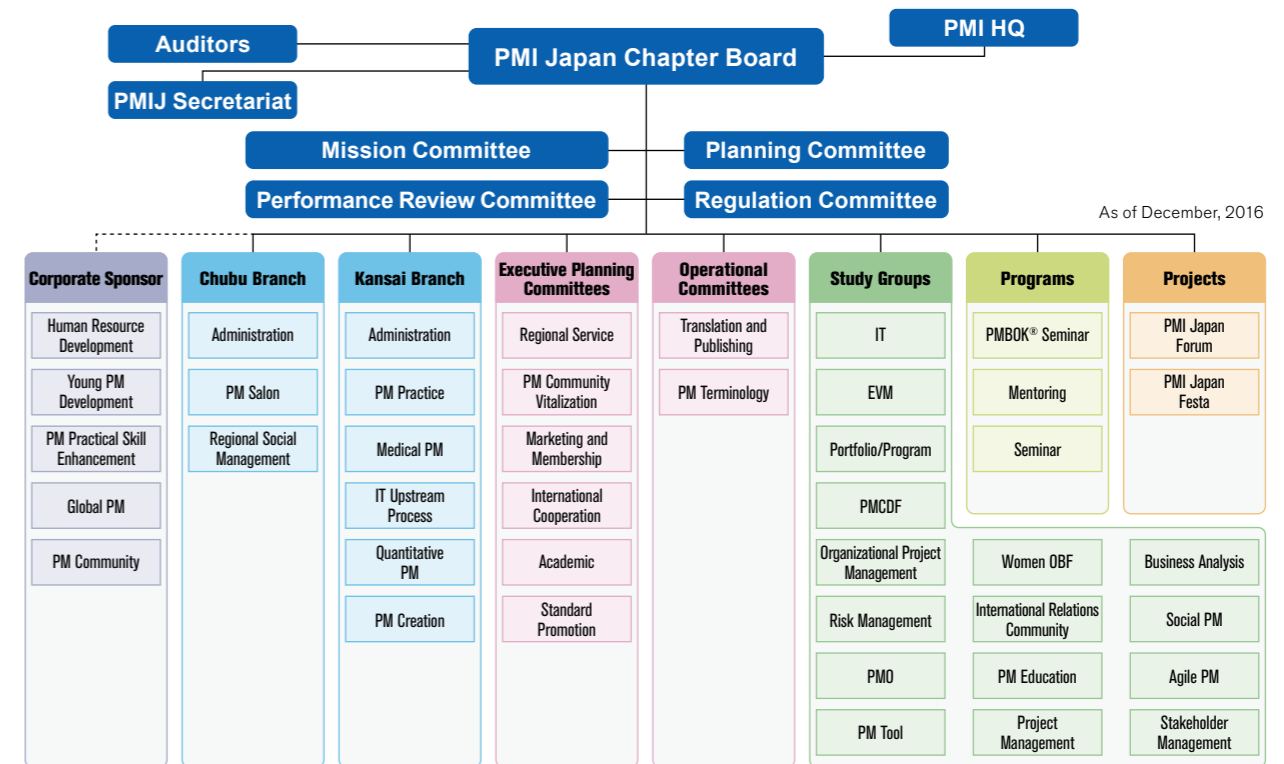 Auditors
PMI Japan Chapter Board
PMI HQ
PMIJ Secretariat
Mission Committee
Planning Committee
Performance Review Committee
Regulation Committee
As of December, 2016
Corporate Sponsor
Human Resource
Development
Young PM
Development
PM Practical Skill
Enhancement
Global PM
PM Community
Chubu Branch
Administration
PM Salon
Regional Social
Management
Kansai Branch
Administration
PM Practice
Medical PM
IT Upstream
Process
Quantitative
PM
PM Creation
Executive Planning
Committees
Regional Service
PM Community
Vitalization
Marketing and
Membership
International
Cooperation
Academic
Standard
Promotion
Operational
Committees
Translation and
Publishing
PM Terminology
Study Groups
IT
EVM
Portfolio/Program
PMCDF
Organizational Project
Management
Risk Management
PMO
PM Tool
Women OBF
International Relations
Community
PM Education
Project
Management
Business Analysis
Social PM
Agile PM
Stakeholder
Management
Programs
PMBOK® Seminar
Mentoring
Seminar
Projects
PMI Japan
Forum
PMI Japan
Festa